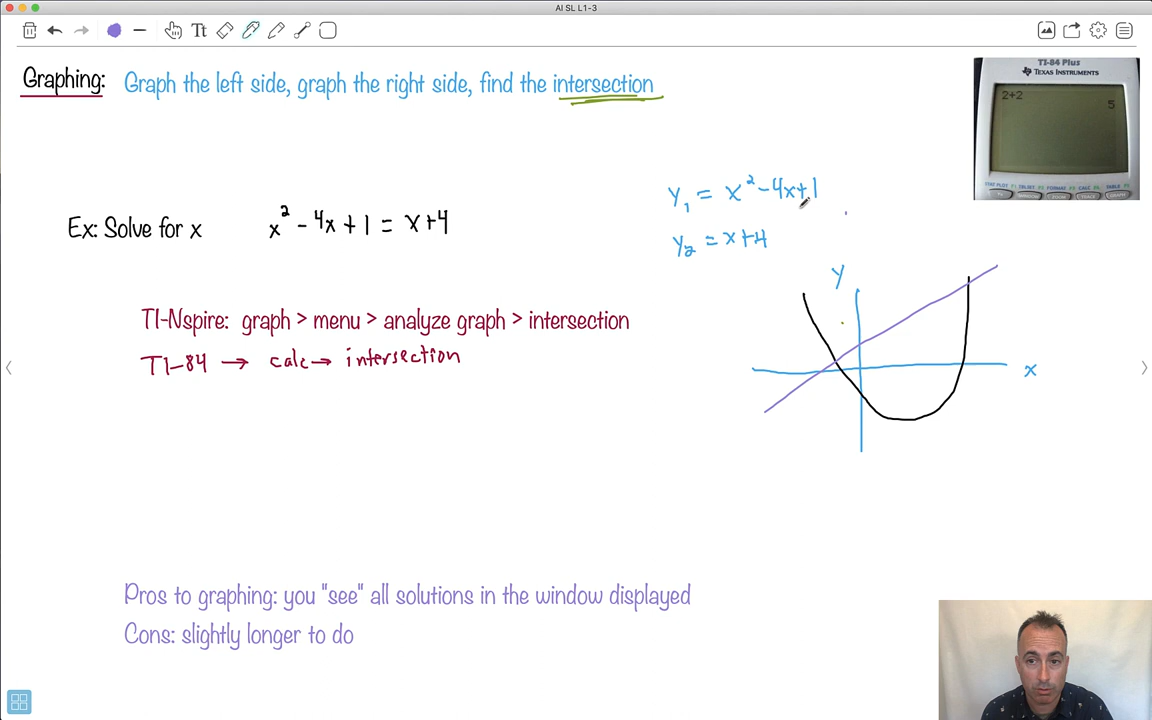 AI SL L1-3
Tt
Graphing: Graph the left side, graph the right side, find the intersection
TI-84 Plus
TEXAS INSTRUMENTS
2+2
5
y₁ = x² - 4x + 1
Ex: Solve for x x² - 4x + 1 = x + 4
y₂ = x + 4
y
TI-Nspire: graph > menu > analyze graph > intersection
TI-84 → calc → intersection
x
Pros to graphing: you "see" all solutions in the window displayed
Cons: slightly longer to do